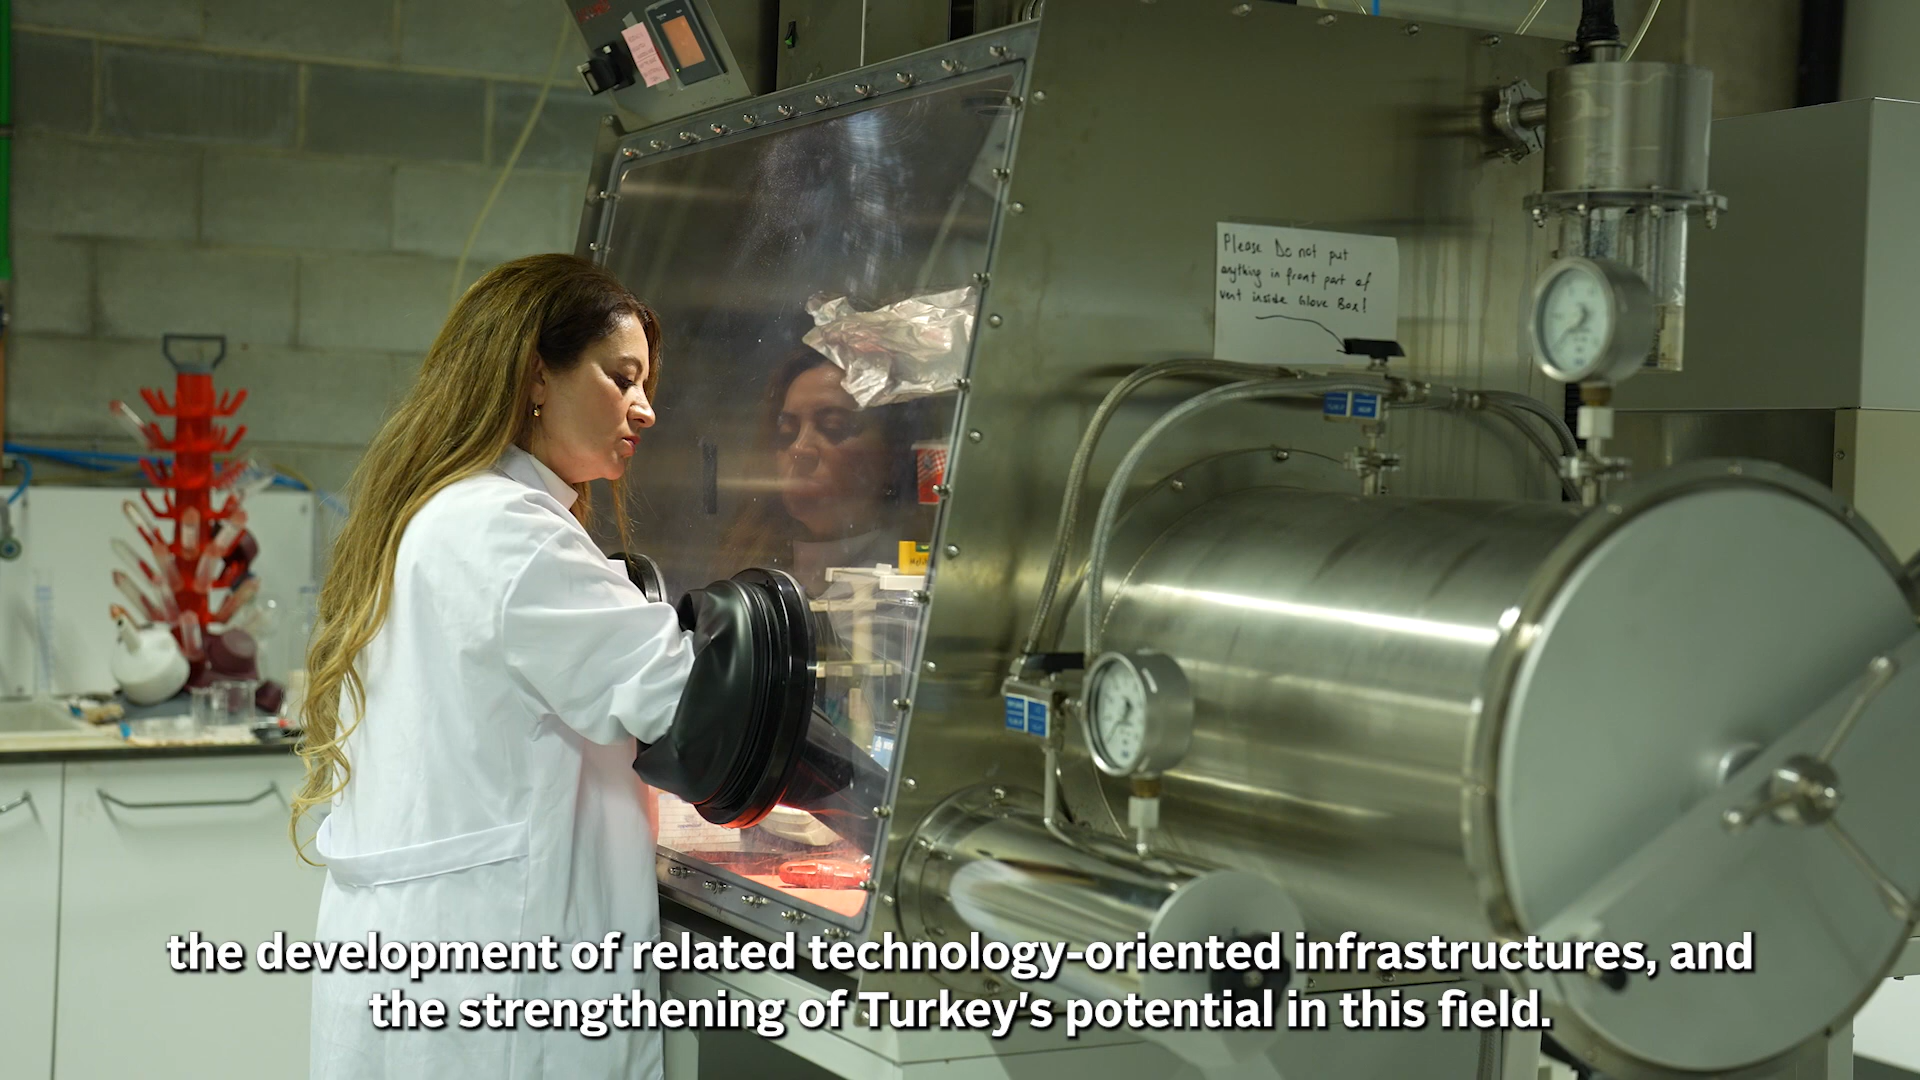 Please Do not put
anything in front part of
vent inside Glove Box!
the development of related technology-oriented infrastructures, and
the strengthening of Turkey's potential in this field.